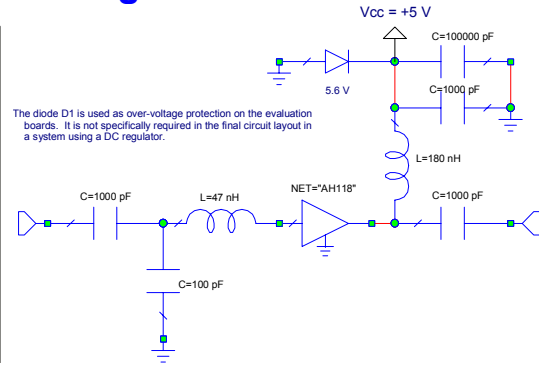 Vcc = +5 V
C=100000 pF
5.6 V
C=1000 pF
The diode D1 is used as over-voltage protection on the evaluation
boards. It is not specifically required in the final circuit layout in
a system using a DC regulator.
L=180 nH
C=1000 pF
L=47 nH
NET="AH118"
C=1000 pF
C=100 pF